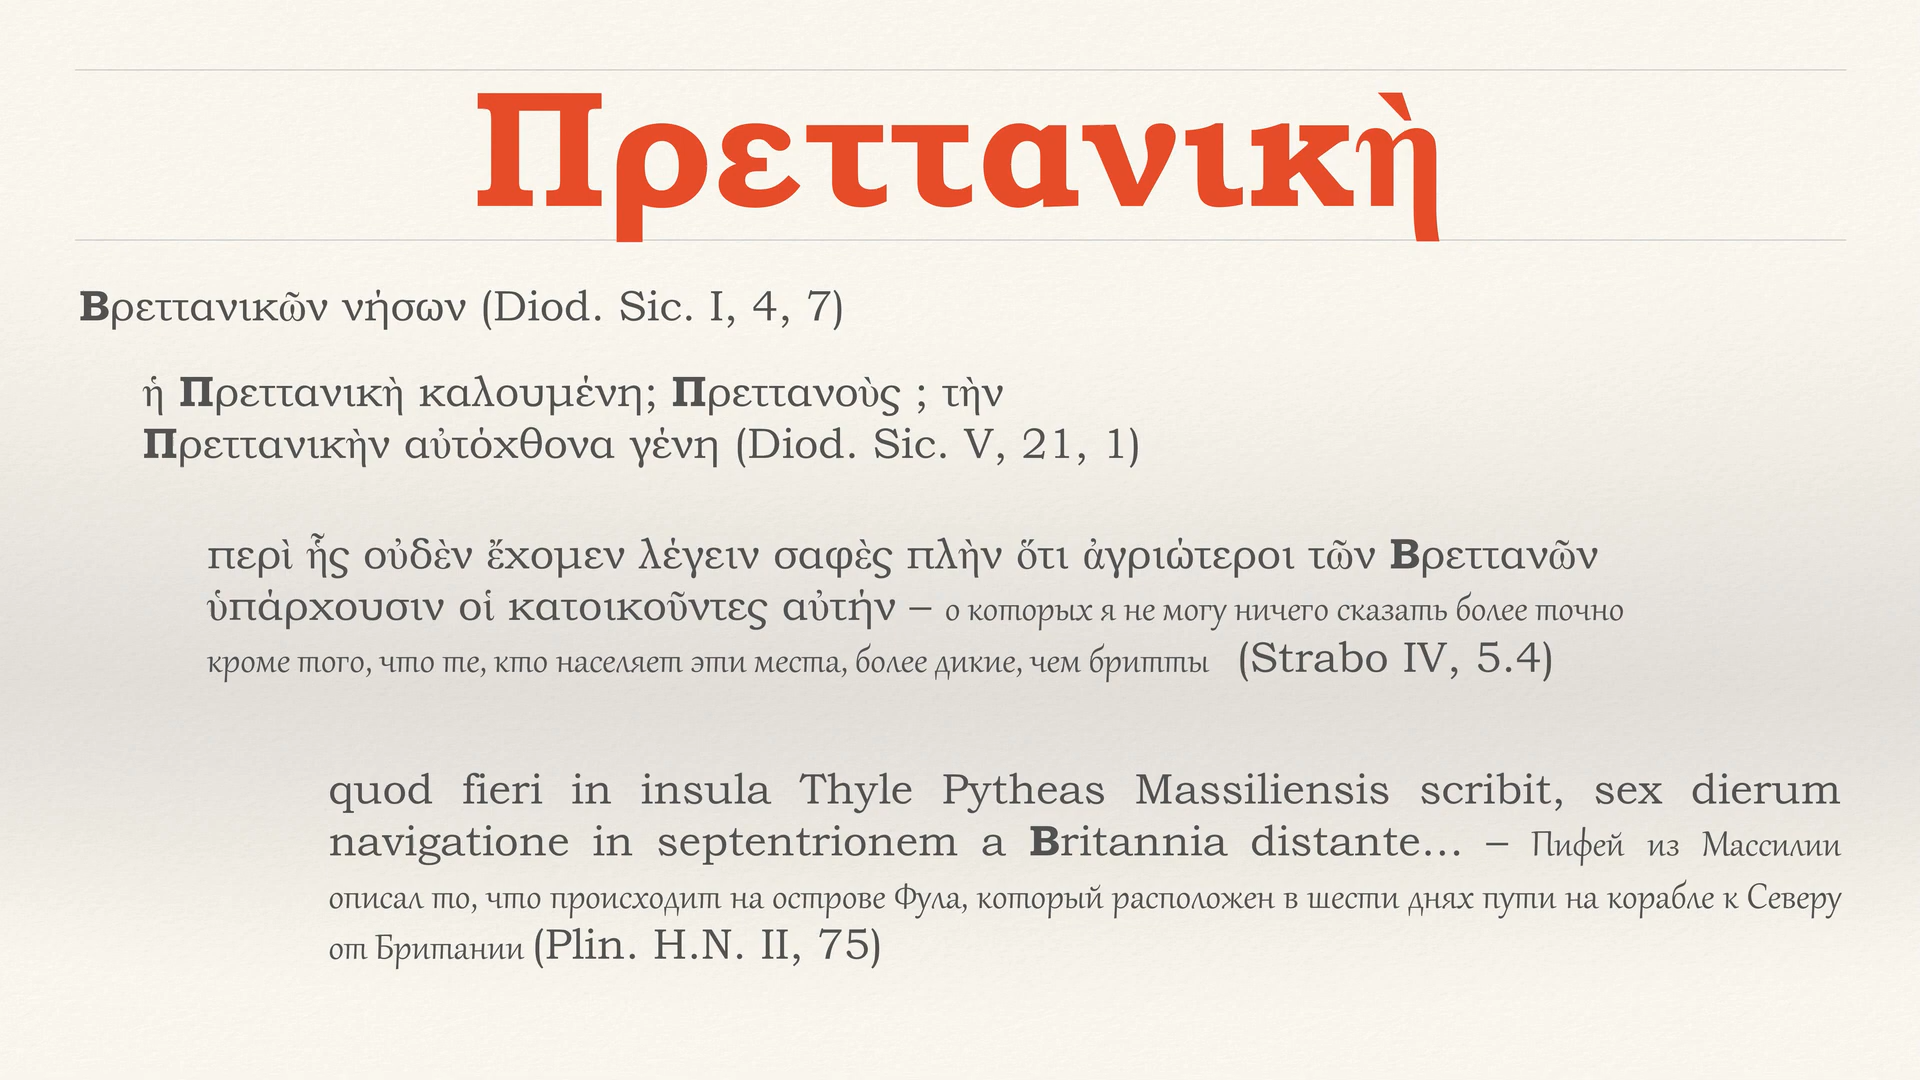 Πρεττανικὴ
Βρεττανικῶν νήσων (Diod. Sic. I, 4, 7)
ἡ Πρεττανικὴ καλουμένη; Πρεττανοὺς ; τὴν
Πρεττανικὴν αὐτόχθονα γένη (Diod. Sic. V, 21, 1)
περὶ ἧς οὐδὲν ἔχομεν λέγειν σαφὲς πλὴν ὅτι ἀγριώτεροι τῶν Βρεττανῶν
ὑπάρχουσιν οἱ κατοικοῦντες αὐτήν – о которых я не могу ничего сказать более точно
кроме того, что те, кто населяет эти места, более дикие, чем бритты (Strabo IV, 5.4)
quod fieri in insula Thyle Pytheas Massiliensis scribit, sex dierum
navigatione in septentrionem a Britannia distante... – Пифей из Массилии
описал то, что происходит на острове Фула, который расположен в шести днях пути на корабле к Северу
от Британии (Plin. H.N. II, 75)